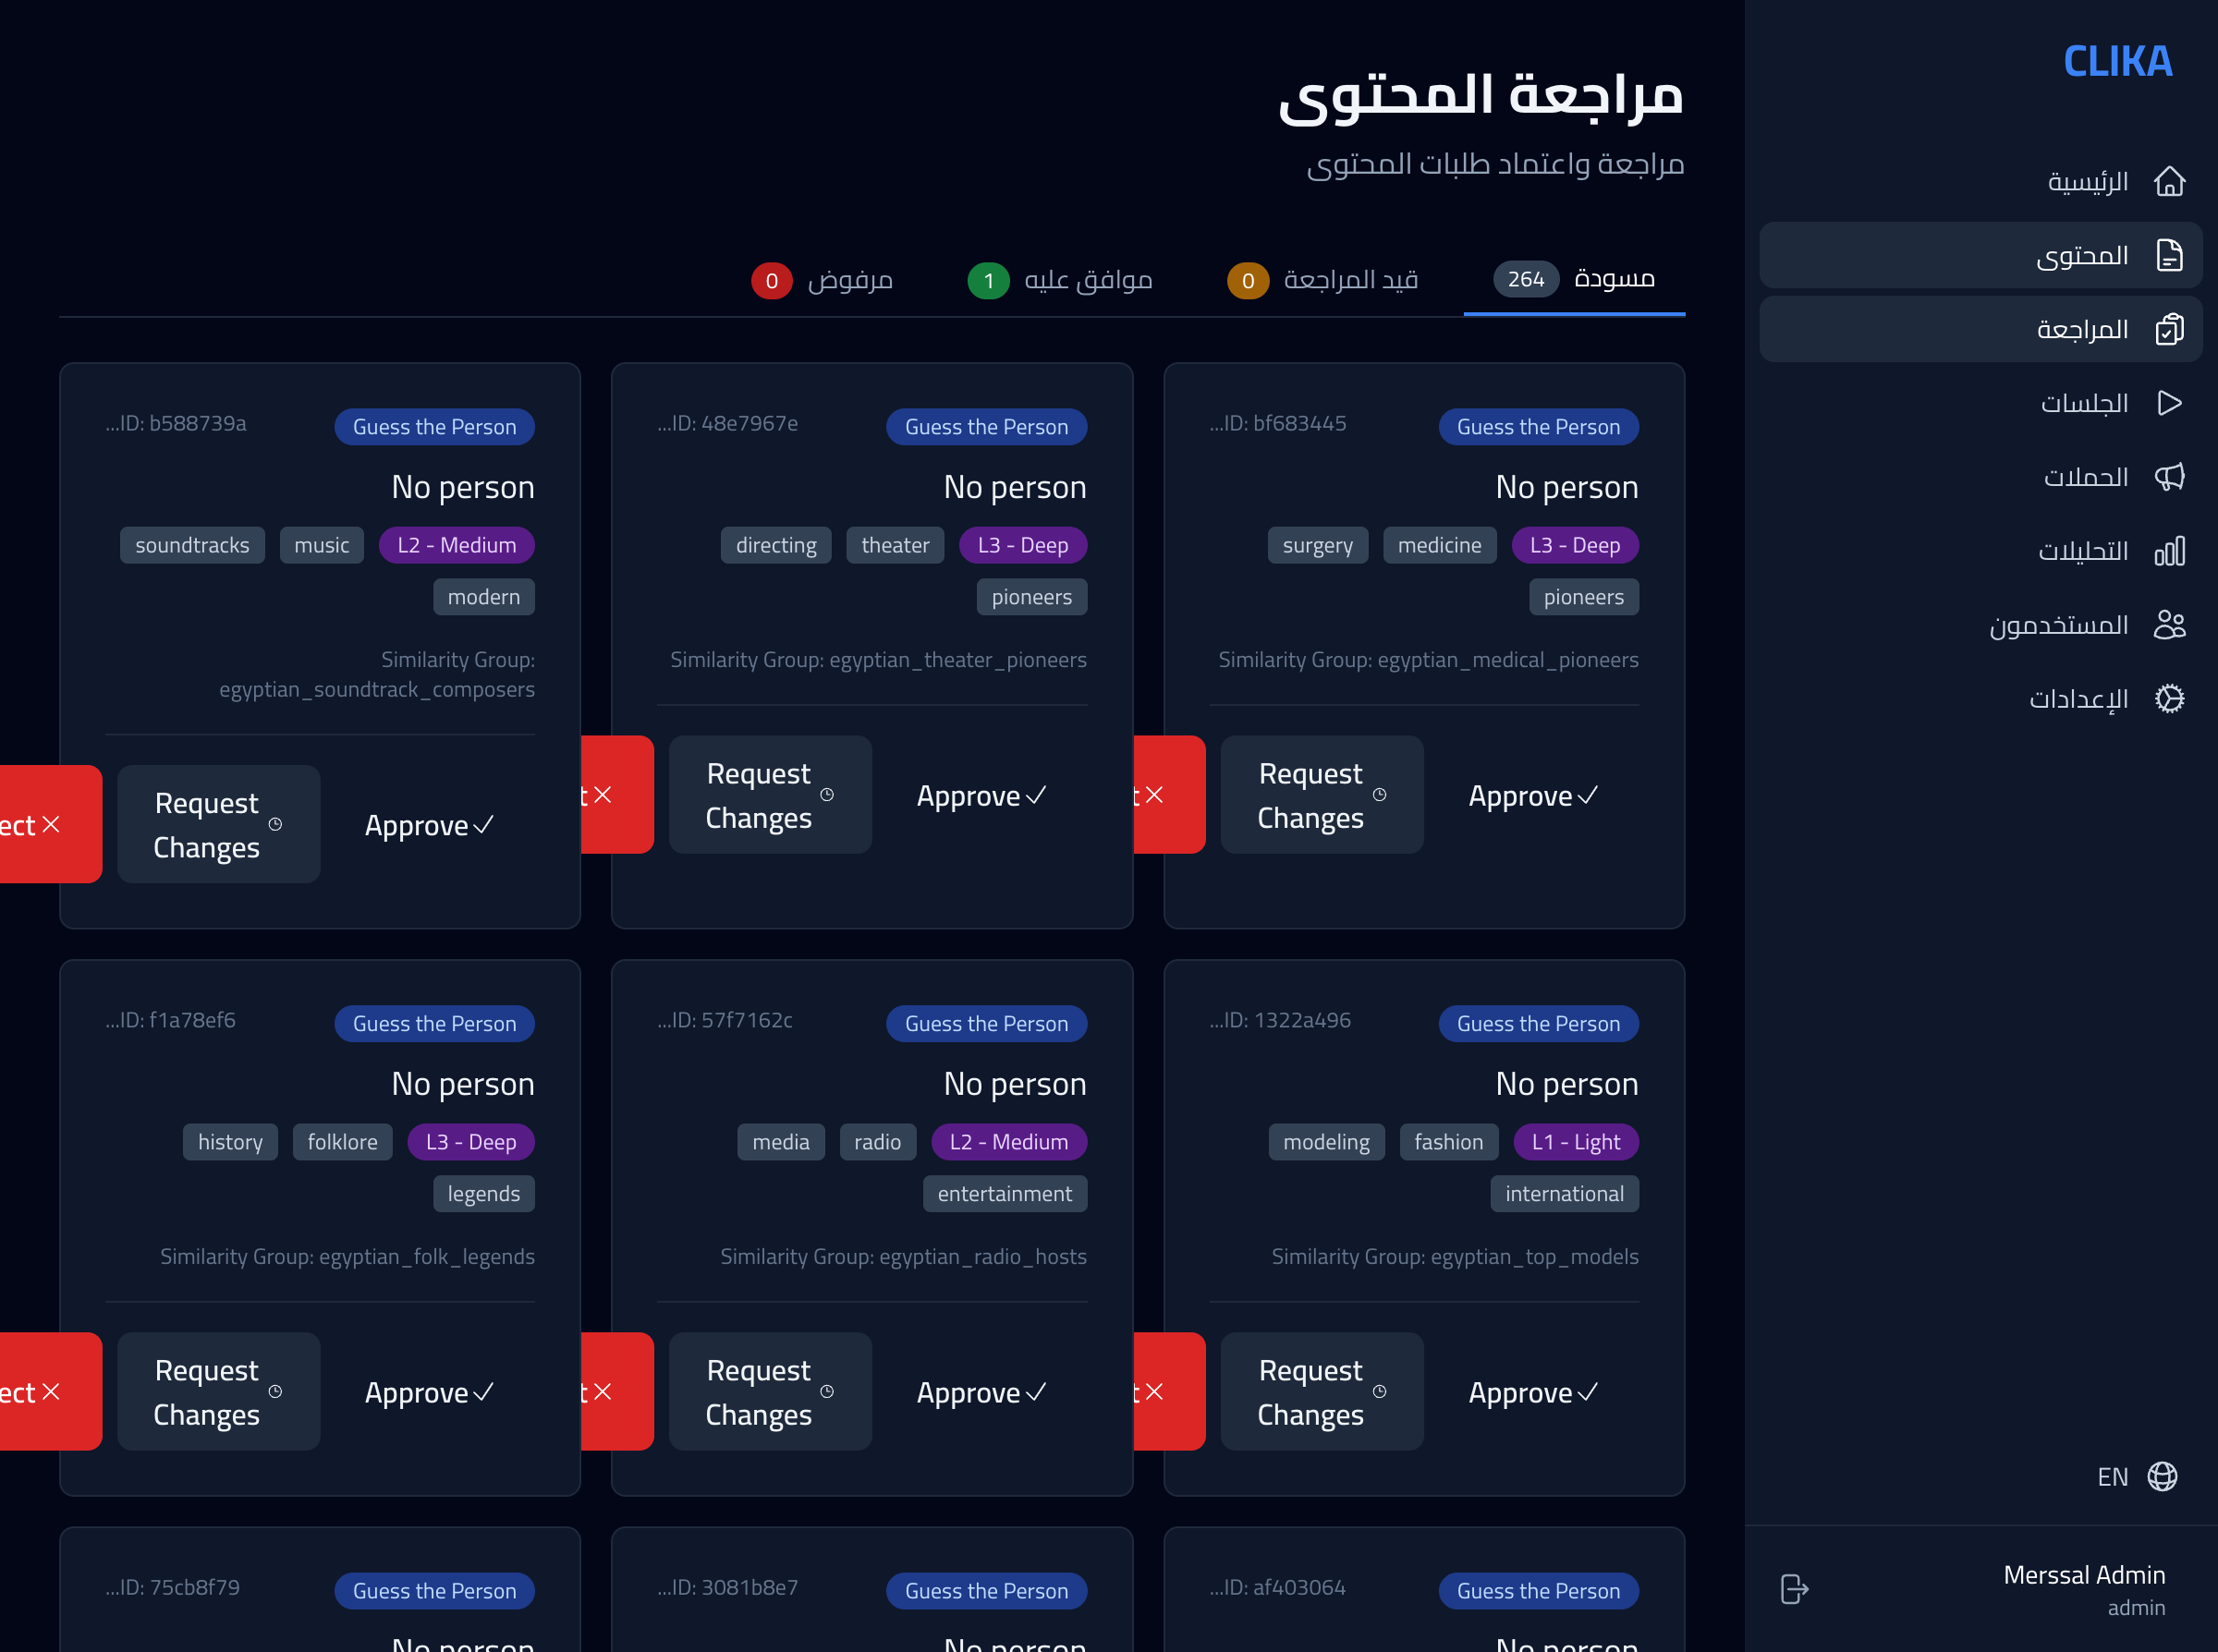 CLIKA
الرئيسية
المحتوى
المراجعة
الجلسات
الحملات
التحليلات
المستخدمون
الإعدادات
EN
Merssal Admin
admin
مراجعة المحتوى
مراجعة واعتماد طلبات المحتوى
مسودة 264
قيد المراجعة 0
موافق عليه 1
مرفوض 0
Guess the Person
ID: bf683445...
No person
L3 - Deep medicine surgery
pioneers
Similarity Group: egyptian_medical_pioneers
Approve
Request
Changes
t
Guess the Person
ID: 48e7967e...
No person
L3 - Deep theater directing
pioneers
Similarity Group: egyptian_theater_pioneers
Approve
Request
Changes
t
Guess the Person
ID: b588739a...
No person
L2 - Medium music soundtracks
modern
Similarity Group:
egyptian_soundtrack_composers
Approve
Request
Changes
ect
Guess the Person
ID: 1322a496...
No person
L1 - Light fashion modeling
international
Similarity Group: egyptian_top_models
Approve
Request
Changes
t
Guess the Person
ID: 57f7162c...
No person
L2 - Medium radio media
entertainment
Similarity Group: egyptian_radio_hosts
Approve
Request
Changes
t
Guess the Person
ID: f1a78ef6...
No person
L3 - Deep folklore history
legends
Similarity Group: egyptian_folk_legends
Approve
Request
Changes
ect
Guess the Person
ID: af403064...
No person
Guess the Person
ID: 3081b8e7...
No person
Guess the Person
ID: 75cb8f79...
No person